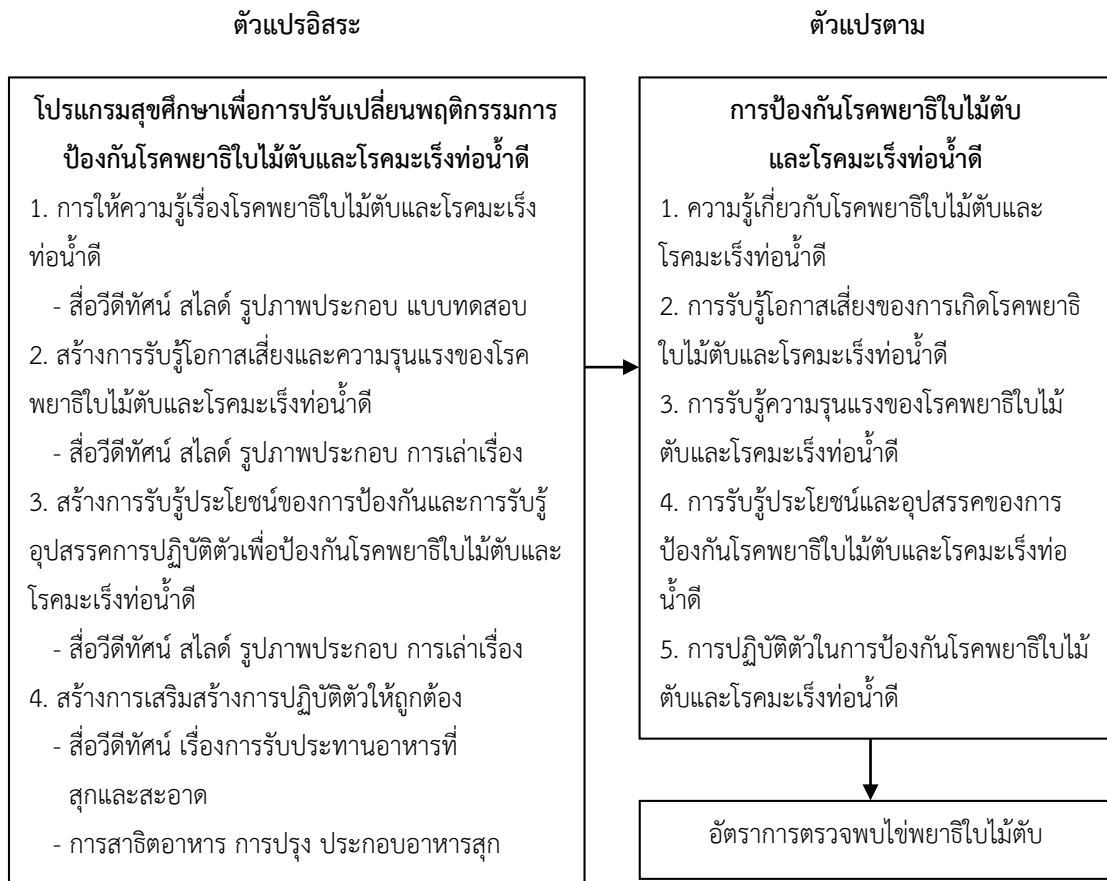 ตัวแปรอิสระ
ตัวแปรตาม
โปรแกรมสุขศึกษาเพื่อการปรับเปลี่ยนพฤติกรรมการ
ป้องกันโรคพยาธิใบไม้ตับและโรคมะเร็งท่อน้ำดี
1. การให้ความรู้เรื่องโรคพยาธิใบไม้ตับและโรคมะเร็ง
ท่อน้ำดี
- สื่อวีดีทัศน์ สไลด์ รูปภาพประกอบ แบบทดสอบ
2. สร้างการรับรู้โอกาสเสี่ยงและความรุนแรงของโรค
พยาธิใบไม้ตับและโรคมะเร็งท่อน้ำดี
- สื่อวีดีทัศน์ สไลด์ รูปภาพประกอบ การเล่าเรื่อง
3. สร้างการรับรู้ประโยชน์ของการป้องกันและการรับรู้
อุปสรรคการปฏิบัติตัวเพื่อป้องกันโรคพยาธิใบไม้ตับและ
โรคมะเร็งท่อน้ำดี
- สื่อวีดีทัศน์ สไลด์ รูปภาพประกอบ การเล่าเรื่อง
4. สร้างการเสริมสร้างการปฏิบัติตัวให้ถูกต้อง
- สื่อวีดีทัศน์ เรื่องการรับประทานอาหารที่
สุกและสะอาด
- การสาธิตอาหาร การปรุง ประกอบอาหารสุก
การป้องกันโรคพยาธิใบไม้ตับ
และโรคมะเร็งท่อน้ำดี
1. ความรู้เกี่ยวกับโรคพยาธิใบไม้ตับและ
โรคมะเร็งท่อน้ำดี
2. การรับรู้โอกาสเสี่ยงของการเกิดโรคพยาธิ
ใบไม้ตับและโรคมะเร็งท่อน้ำดี
3. การรับรู้ความรุนแรงของโรคพยาธิใบไม้
ตับและโรคมะเร็งท่อน้ำดี
4. การรับรู้ประโยชน์และอุปสรรคของการ
ป้องกันโรคพยาธิใบไม้ตับและโรคมะเร็งท่อ
น้ำดี
5. การปฏิบัติตัวในการป้องกันโรคพยาธิใบไม้
ตับและโรคมะเร็งท่อน้ำดี
อัตราการตรวจพบไข่พยาธิใบไม้ตับ